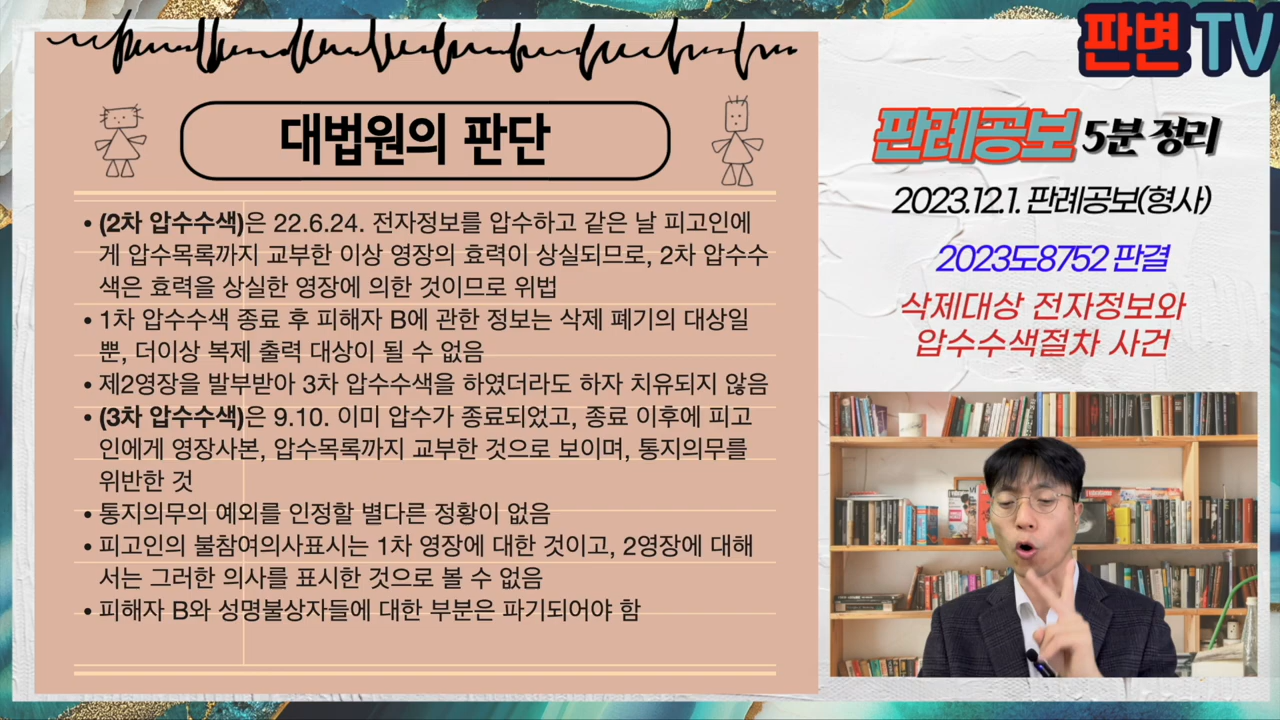 판변 TV
대법원의 판단
• (2차 압수수색)은 22.6.24. 전자정보를 압수하고 같은 날 피고인에
게 압수목록까지 교부한 이상 영장의 효력이 상실되므로, 2차 압수수
색은 효력을 상실한 영장에 의한 것이므로 위법
• 1차 압수수색 종료 후 피해자 B에 관한 정보는 삭제 폐기의 대상일
뿐, 더이상 복제 출력 대상이 될 수 없음
• 제2영장을 발부받아 3차 압수수색을 하였더라도 하자 치유되지 않음
• (3차 압수수색)은 9.10. 이미 압수가 종료되었고, 종료 이후에 피고
인에게 영장사본, 압수목록까지 교부한 것으로 보이며, 통지의무를
위반한 것
• 통지의무의 예외를 인정할 별다른 정황이 없음
• 피고인의 불참여의사표시는 1차 영장에 대한 것이고, 2영장에 대해
서는 그러한 의사를 표시한 것으로 볼 수 없음
• 피해자 B와 성명불상자들에 대한 부분은 파기되어야 함
판례공보 5분 정리
2023.12.1. 판례공보(형사)
2023도8752 판결
삭제대상 전자정보와
압수수색절차 사건